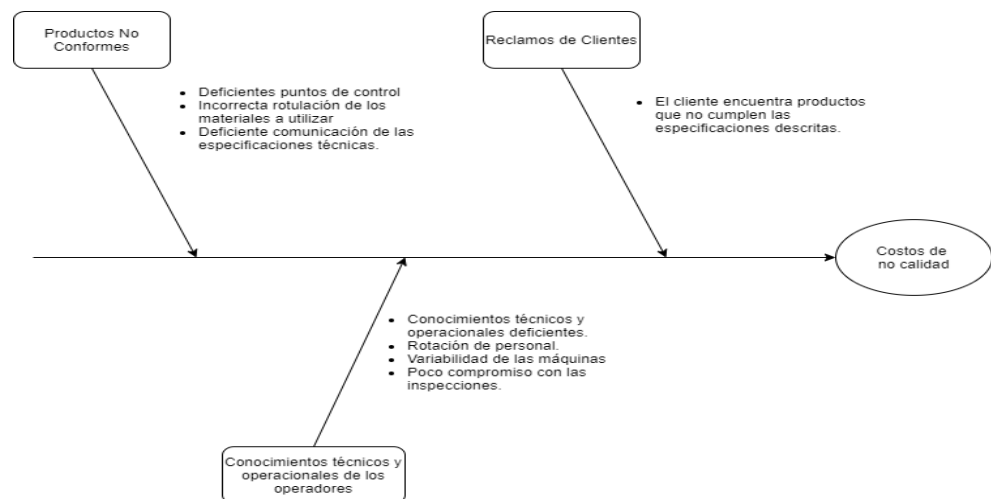 Productos No
Conformes
Reclamos de Clientes
• Deficientes puntos de control
• Incorrecta rotulación de los
materiales a utilizar
• Deficiente comunicación de las
especificaciones técnicas.
• El cliente encuentra productos
que no cumplen las
especificaciones descritas.
Costos de
no calidad
• Conocimientos técnicos y
operacionales deficientes.
• Rotación de personal.
• Variabilidad de las máquinas
• Poco compromiso con las
inspecciones.
Conocimientos técnicos y
operacionales de los
operadores